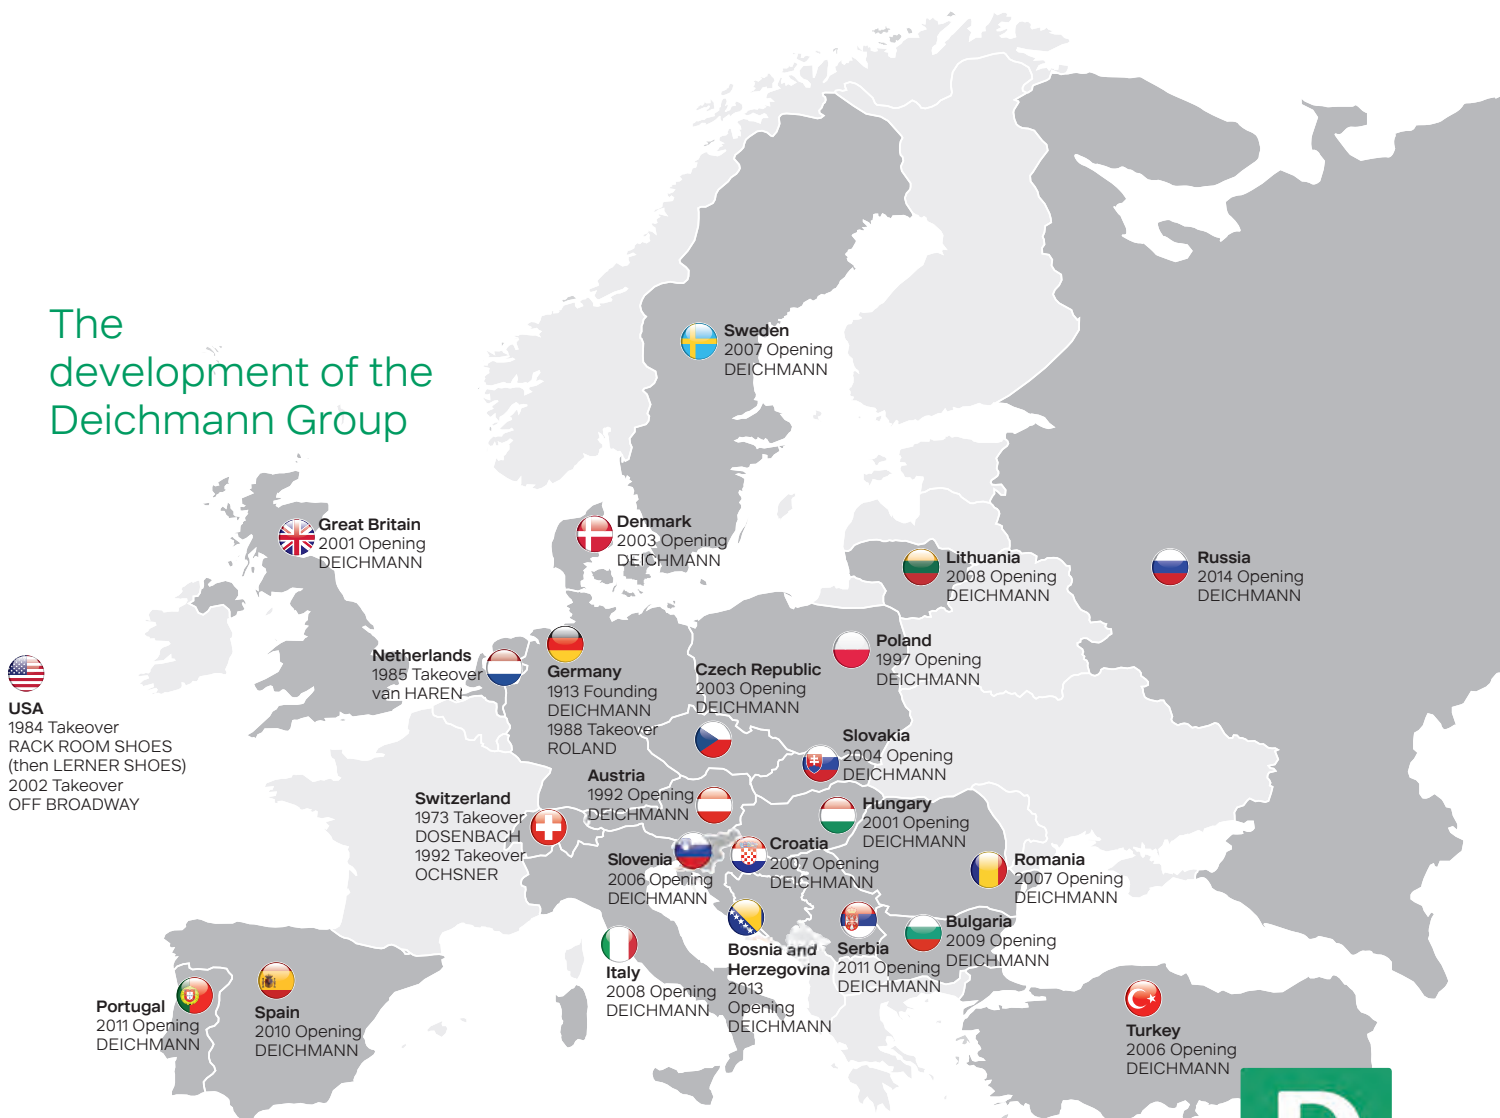 The
development of the
Deichmann Group
Sweden
2007 Opening
DEICHMANN
Great Britain
2001 Opening
DEICHMANN
Denmark
2003 Opening
DEICHMANN
Lithuania
2008 Opening
DEICHMANN
Russia
2014 Opening
DEICHMANN
USA
1984 Takeover
RACK ROOM SHOES
(then LERNER SHOES)
2002 Takeover
OFF BROADWAY
Netherlands
1985 Takeover
van HAREN
Germany
1913 Founding
DEICHMANN
1988 Takeover
ROLAND
Czech Republic
2003 Opening
DEICHMANN
Poland
1997 Opening
DEICHMANN
Slovakia
2004 Opening
DEICHMANN
Austria
1992 Opening
DEICHMANN
Switzerland
1973 Takeover
DOSENBACH
1992 Takeover
OCHSNER
Hungary
2001 Opening
DEICHMANN
Slovenia
2006 Opening
DEICHMANN
Croatia
2007 Opening
DEICHMANN
Romania
2007 Opening
DEICHMANN
Bosnia and
Herzegovina
2013
Opening
DEICHMANN
Serbia
2011 Opening
DEICHMANN
Bulgaria
2009 Opening
DEICHMANN
Italy
2008 Opening
DEICHMANN
Portugal
2011 Opening
DEICHMANN
Spain
2010 Opening
DEICHMANN
Turkey
2006 Opening
DEICHMANN
D